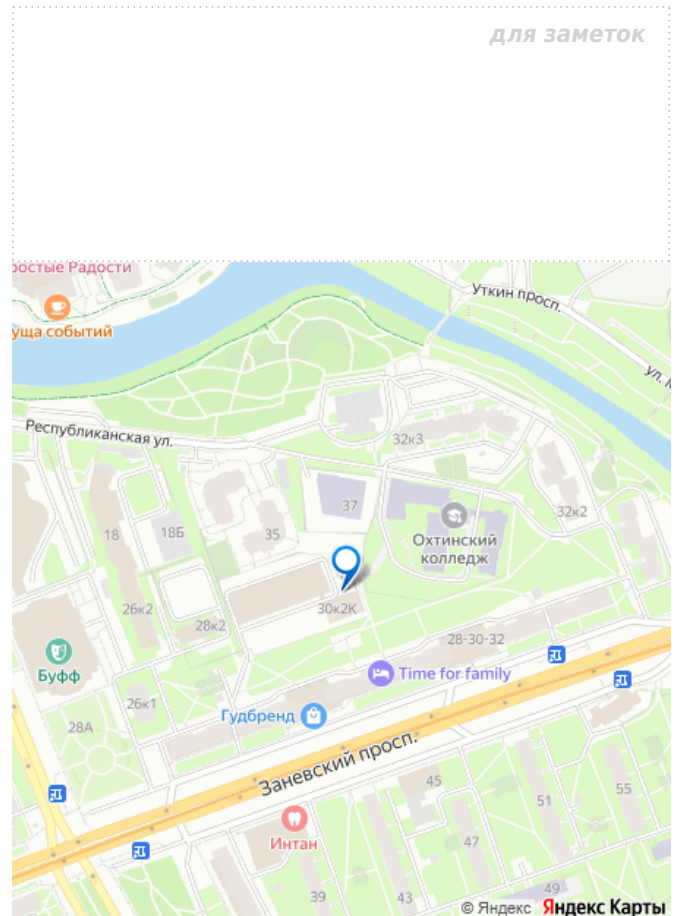 для заметок
ростые Радости
уща событий
Уткин просп.
ул. М
Республиканская ул.
32к3
37
18
18Б
35
Охтинский
колледж
32к2
26к2
28к2
30к2К
28-30-32
Буфф
Time for family
26к1
28А
Гудбренд
Заневский просп.
45
51
55
Интан
47
39
43
49
© Яндекс Яндекс Карты